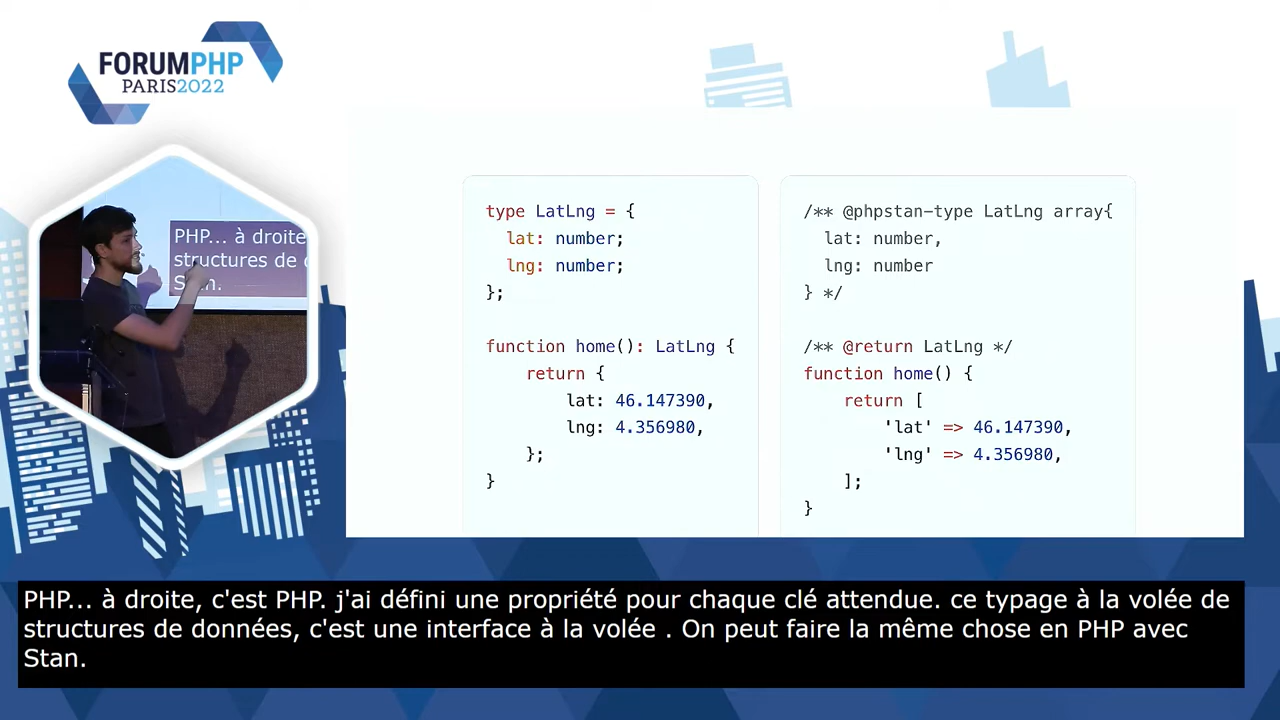 FORUMPHP
PARIS2022
PHP... à droite
structures de
type LatLng = {
lat: number;
lng: number;
};
function home(): LatLng {
return {
lat: 46.147390,
lng: 4.356980,
};
}
/** @phpstan-type LatLng array{
lat: number,
lng: number
} */
/** @return LatLng */
function home() {
return [
'lat' => 46.147390,
'lng' => 4.356980,
];
}
PHP... à droite, c'est PHP. j'ai défini une propriété pour chaque clé attendue. ce typage à la volée de
structures de données, c'est une interface à la volée . On peut faire la même chose en PHP avec
Stan.